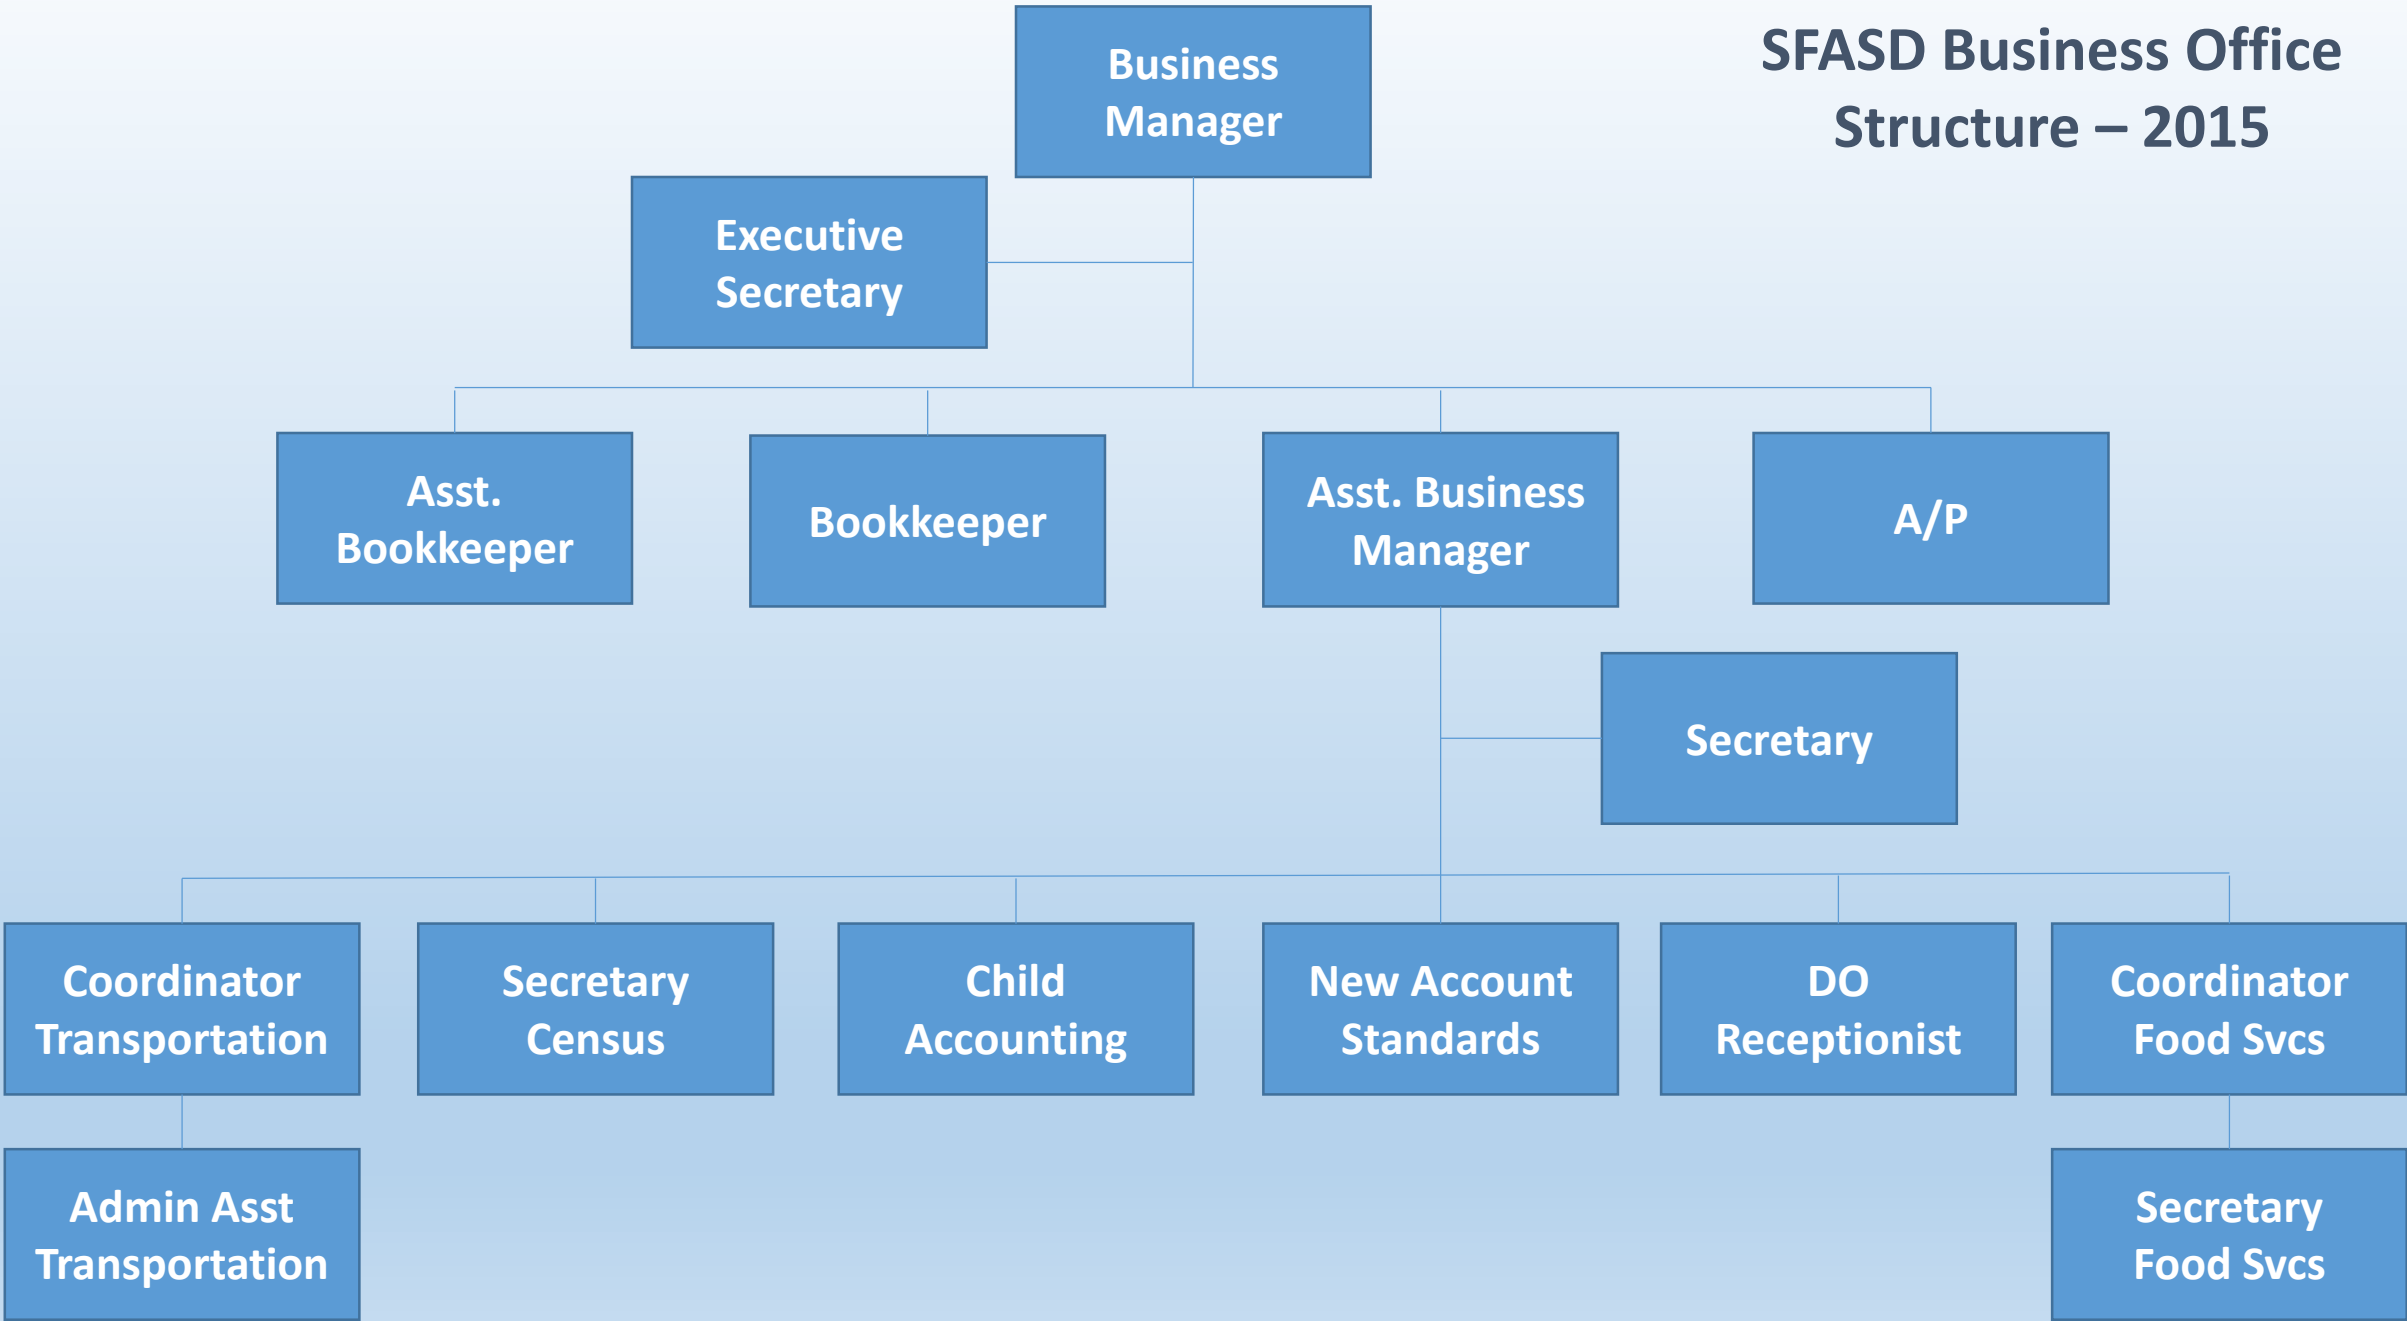 SFASD Business Office
Structure – 2015
Business
Manager
Executive
Secretary
Asst.
Bookkeeper
Bookkeeper
Asst. Business
Manager
A/P
Secretary
Coordinator
Transportation
Secretary
Census
Child
Accounting
New Account
Standards
DO
Receptionist
Coordinator
Food Svcs
Admin Asst
Transportation
Secretary
Food Svcs